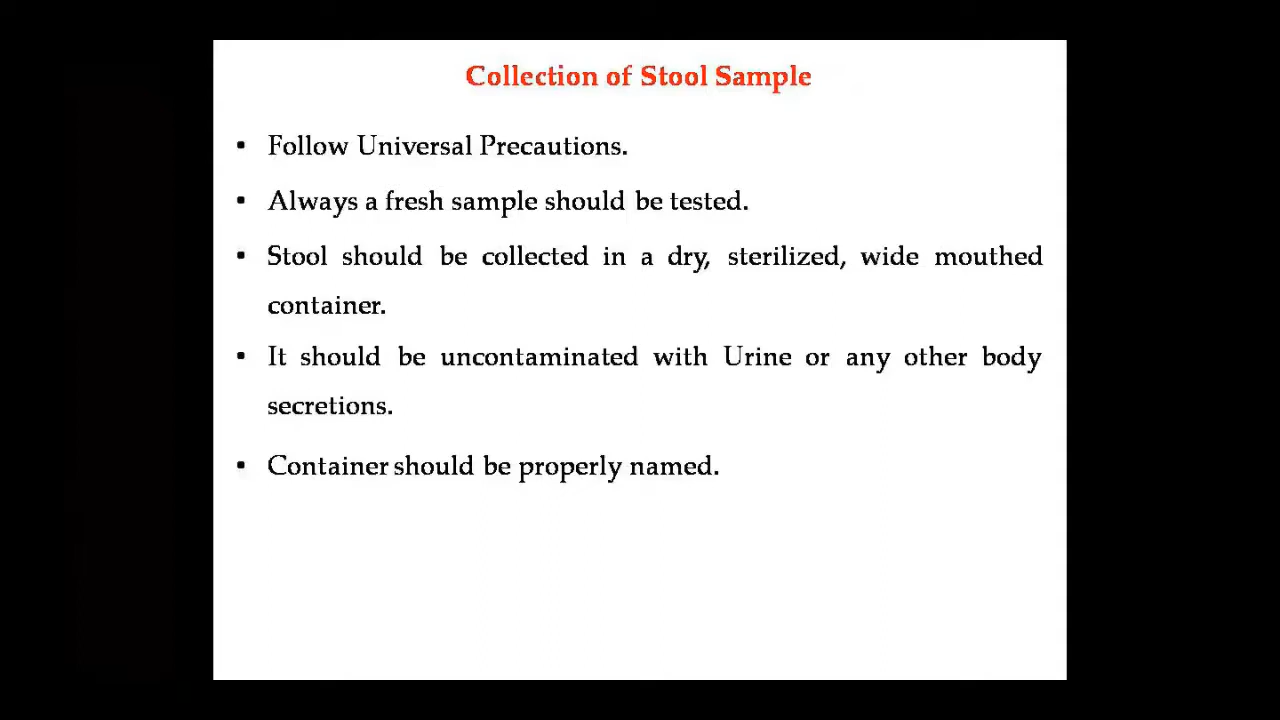 Collection of Stool Sample
▪ Follow Universal Precautions.
▪ Always a fresh sample should be tested.
▪ Stool should be collected in a dry, sterilized, wide mouthed
container.
▪ It should be uncontaminated with Urine or any other body
secretions.
▪ Container should be properly named.